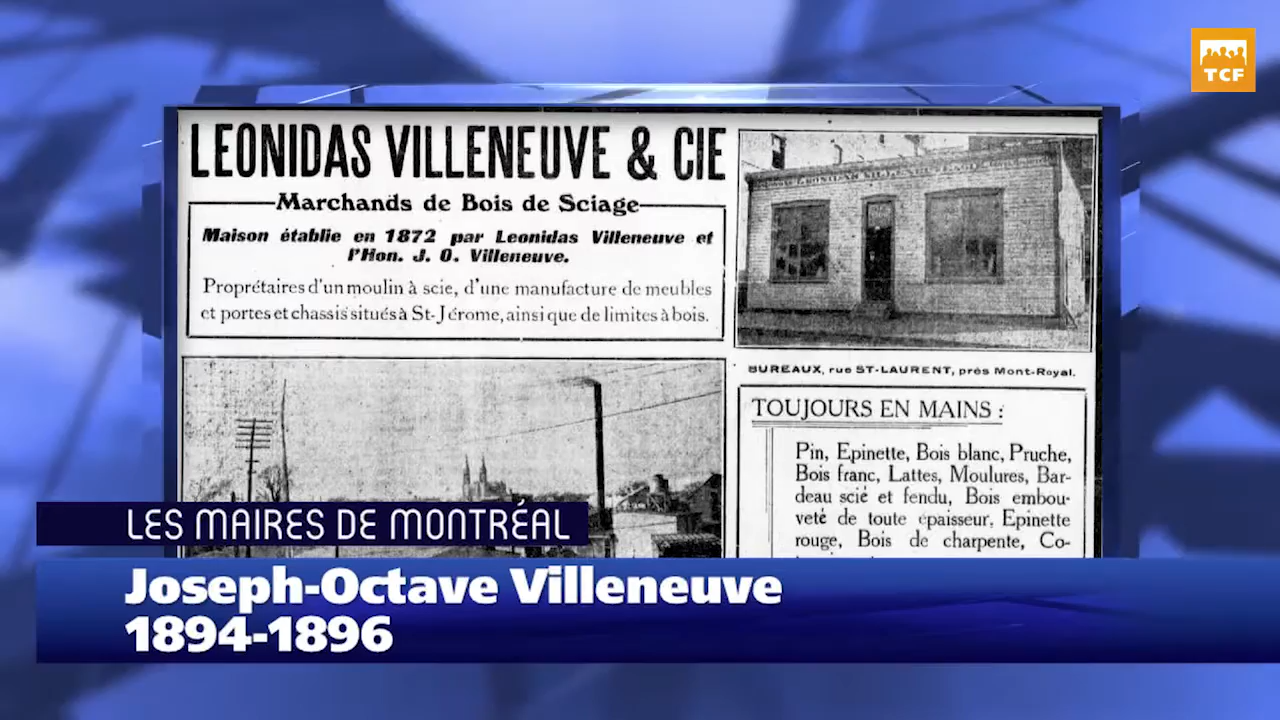 TCF
LEONIDAS VILLENEUVE & CIE
Marchands de Bois de Sciage
Maison établie en 1872 par Leonidas Villeneuve et
l'Hon. J. O. Villeneuve.
Proprétaires d'un moulin à scie, d'une manufacture de meubles
et portes et chassis situés à St-Jérome, ainsi que de limites à bois.
BUREAUX, rue ST-LAURENT, près Mont-Royal.
TOUJOURS EN MAINS :
Pin, Epinette, Bois blanc, Pruche,
Bois franc, Lattes, Moulures, Bar-
deau scié et fendu, Bois embou-
veté de toute épaisseur, Epinette
rouge, Bois de charpente, Co-
LES MAIRES DE MONTRÉAL
Joseph-Octave Villeneuve
1894-1896